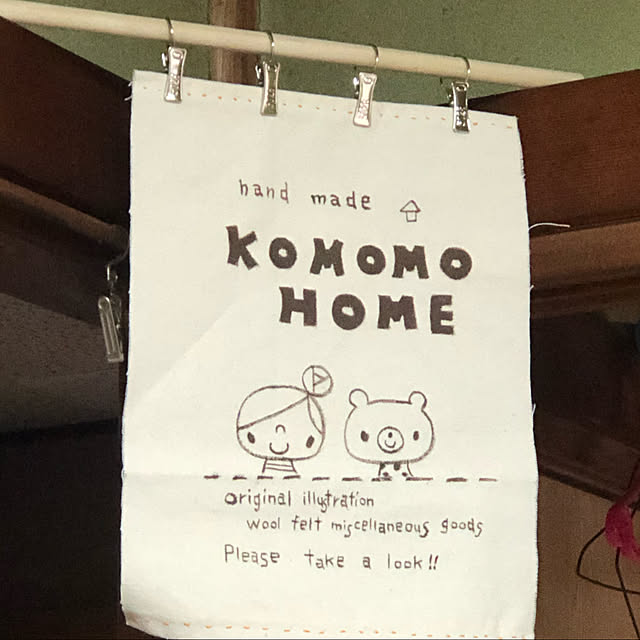 hand made
KOMOMO
HOME
original illustration
wool felt miscellaneous goods
Please take a look!!